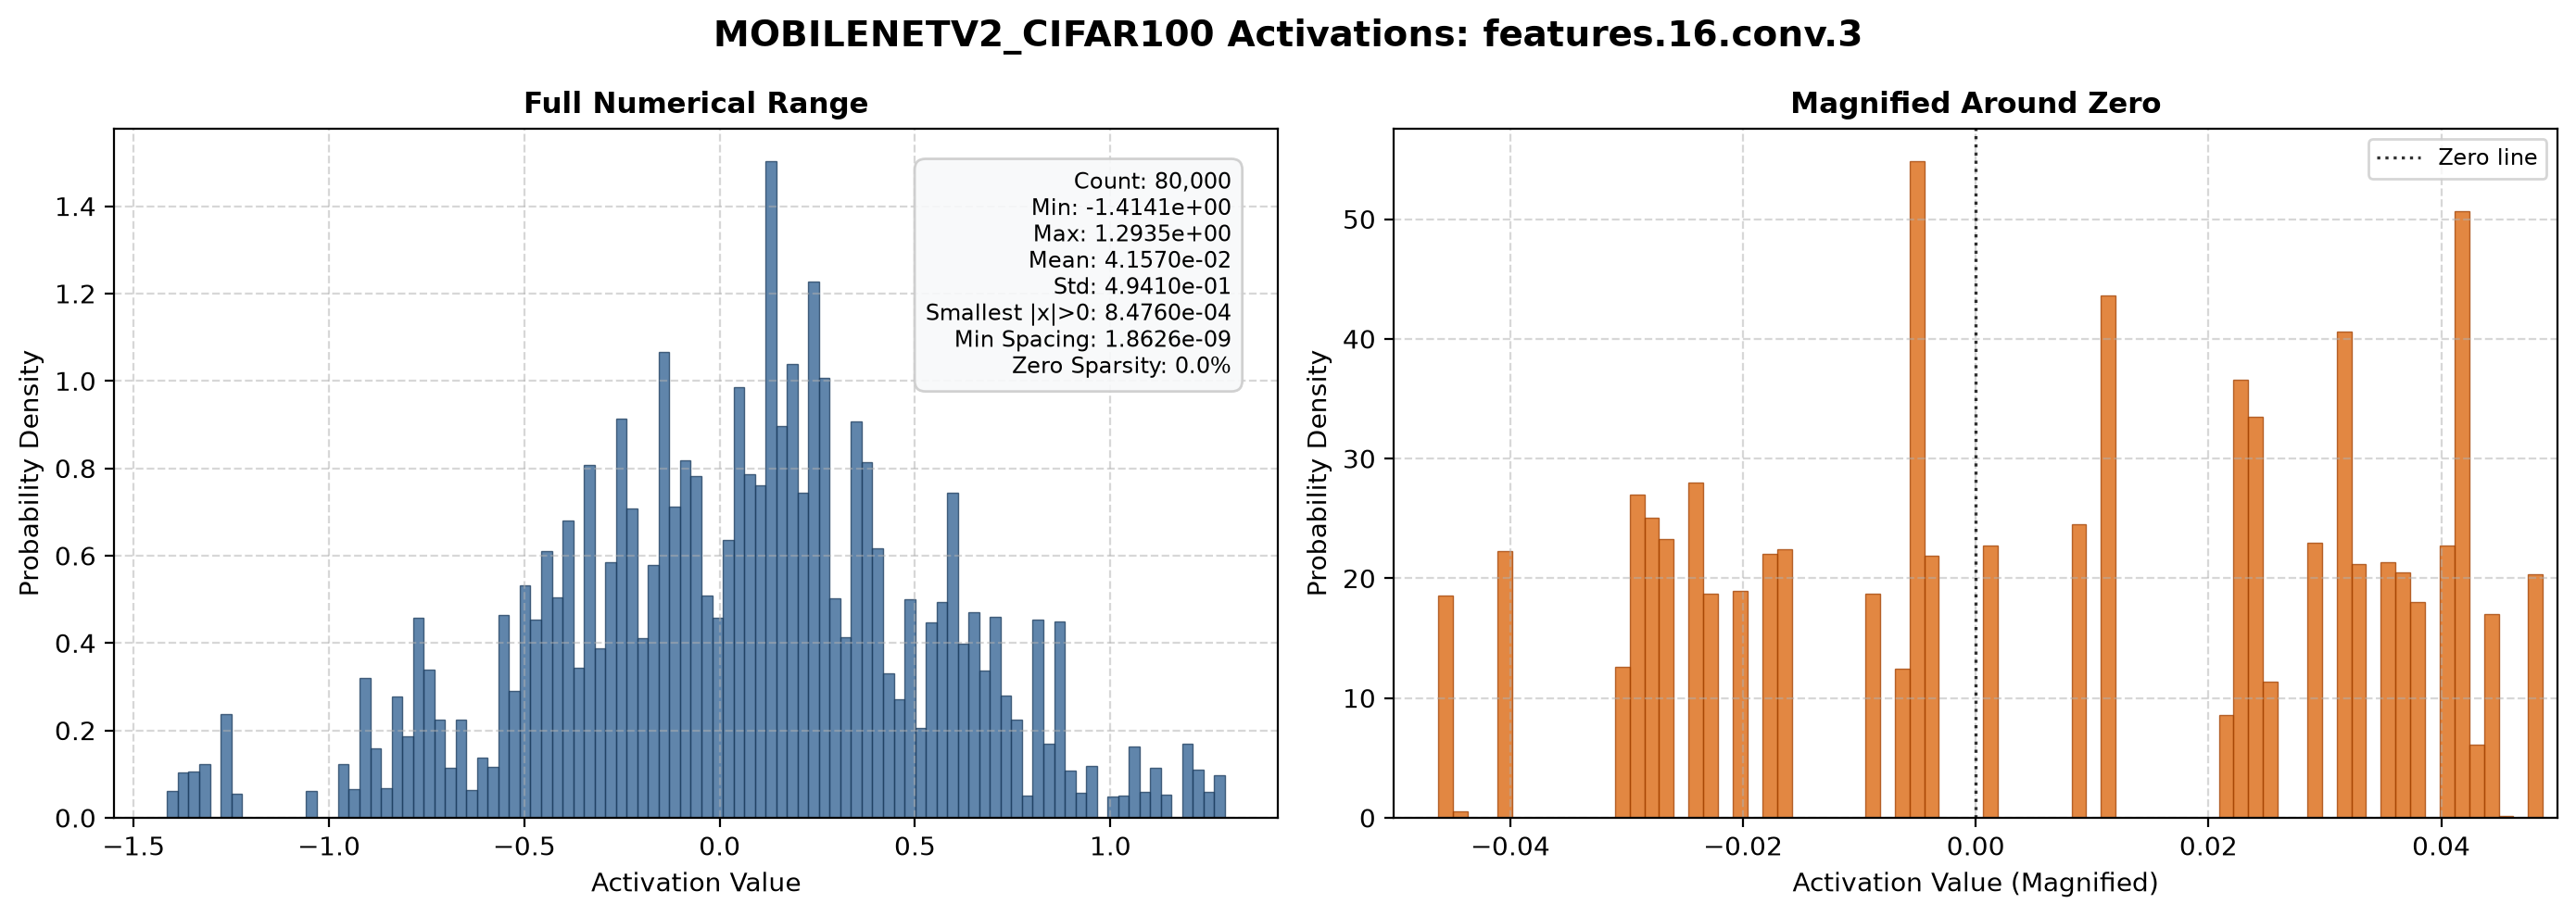 MOBILENETV2_CIFAR100 Activations: features.16.conv.3
Full Numerical Range
Probability Density
1.4
1.2
1.0
0.8
0.6
0.4
0.2
0.0
Count: 80,000
Min: -1.4141e+00
Max: 1.2935e+00
Mean: 4.1570e-02
Std: 4.9410e-01
Smallest |x|>0: 8.4760e-04
Min Spacing: 1.8626e-09
Zero Sparsity: 0.0%
−1.5 −1.0 −0.5 0.0 0.5 1.0
Activation Value
Magnified Around Zero
Probability Density
50
40
30
20
10
0
Zero line
−0.04 −0.02 0.00 0.02 0.04
Activation Value (Magnified)